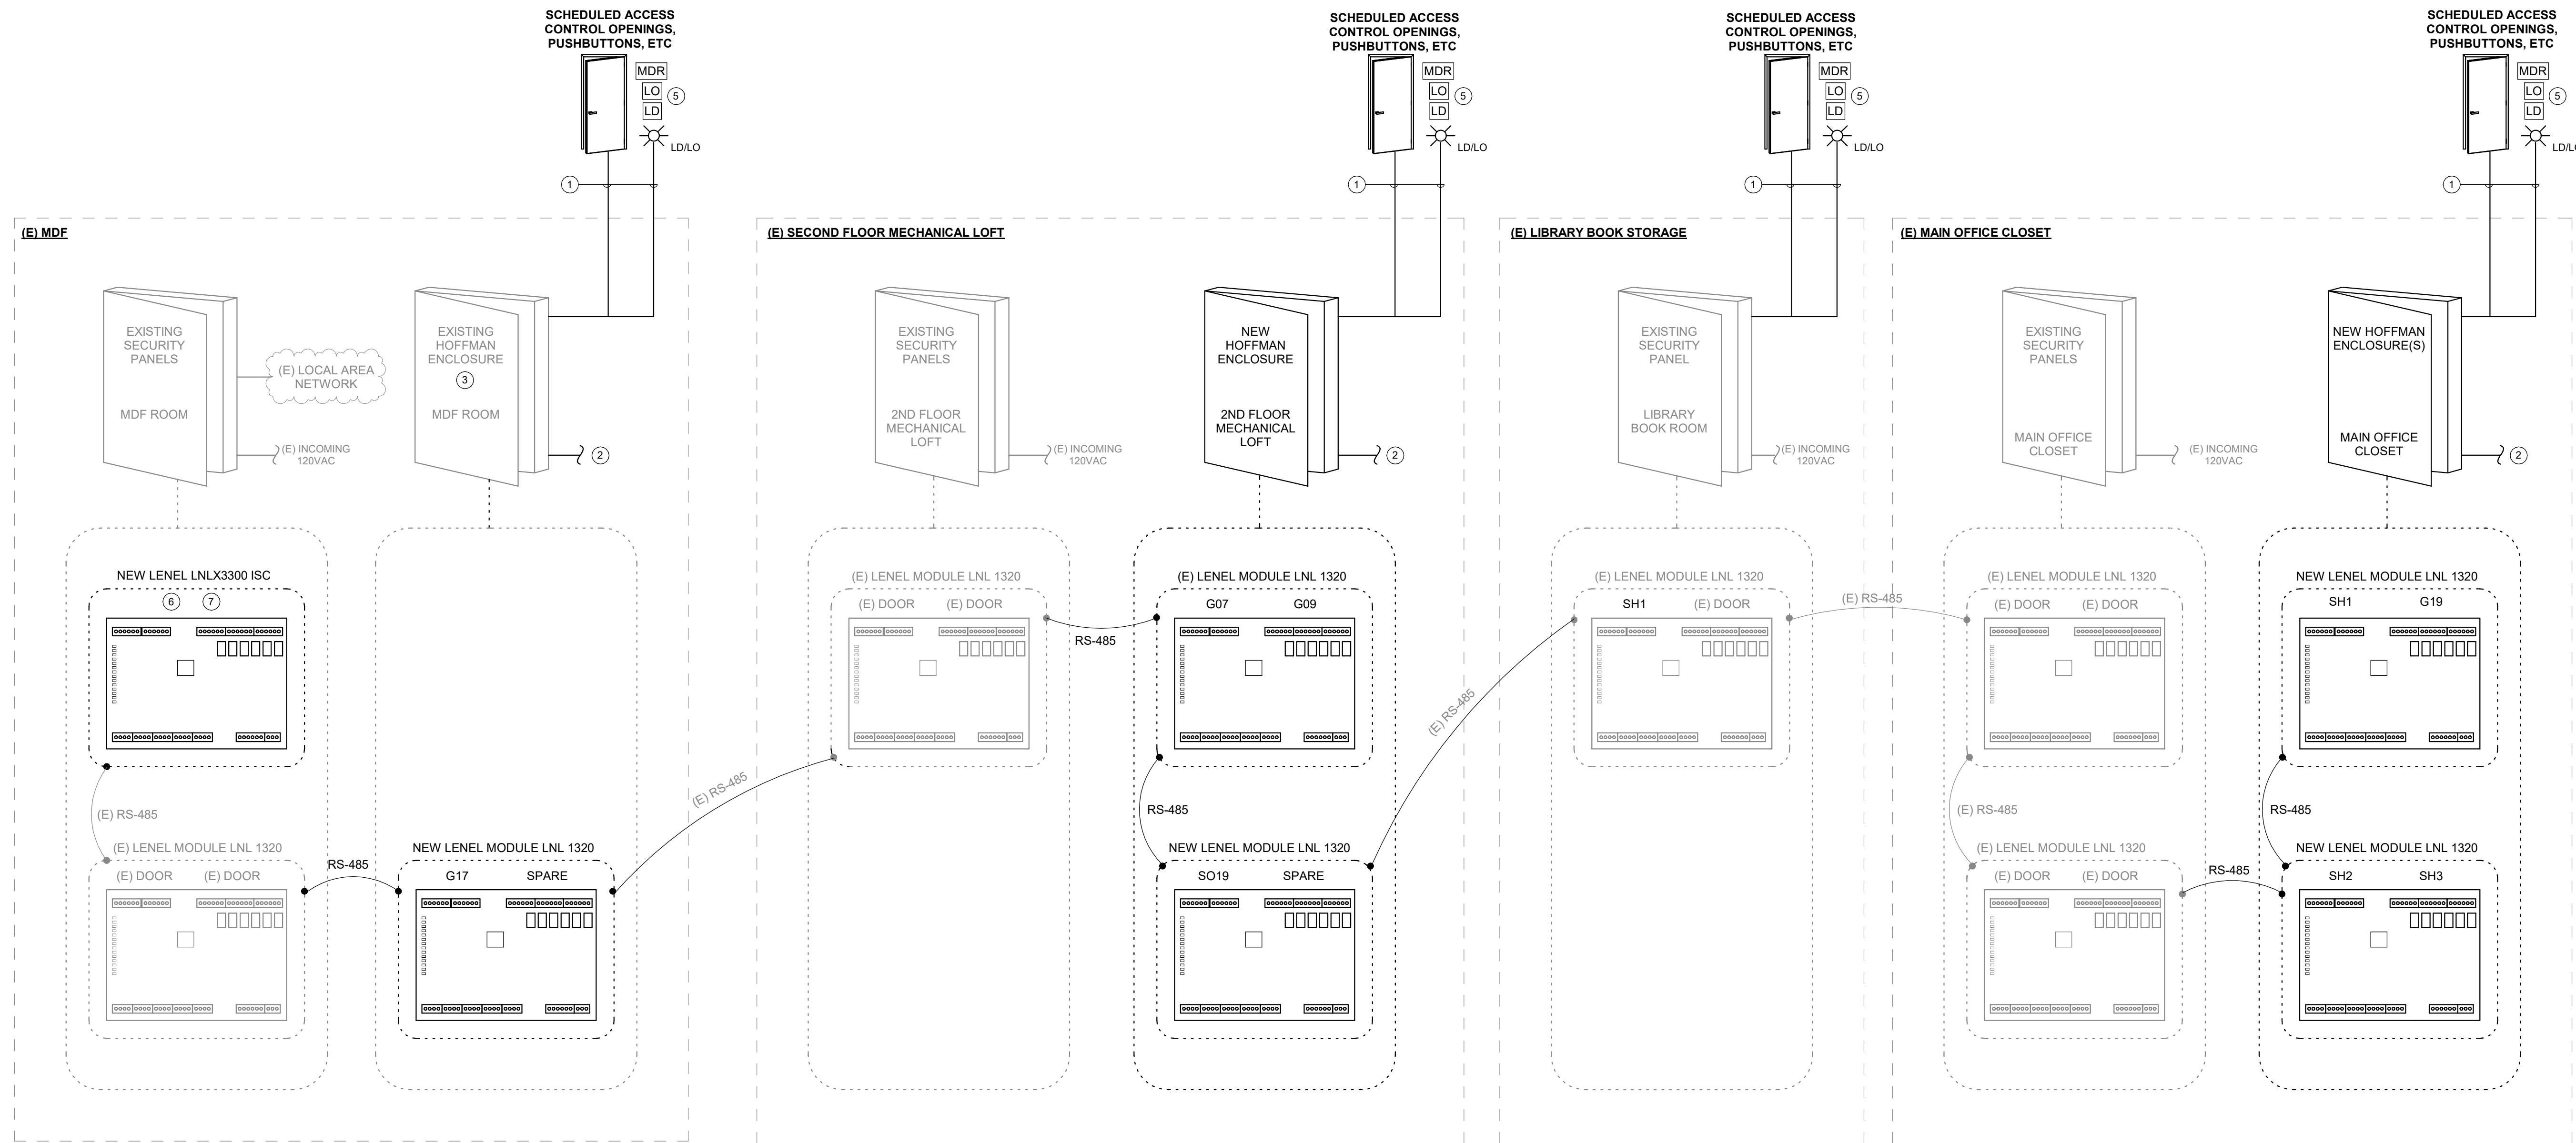 SCHEDULED ACCESS
CONTROL OPENINGS,
PUSHBUTTONS, ETC
MDR
LO
5
LD
LD/LO
1
SCHEDULED ACCESS
CONTROL OPENINGS,
PUSHBUTTONS, ETC
MDR
LO
5
LD
LD/LO
1
SCHEDULED ACCESS
CONTROL OPENINGS,
PUSHBUTTONS, ETC
MDR
LO
5
LD
LD/LO
1
SCHEDULED ACCESS
CONTROL OPENINGS,
PUSHBUTTONS, ETC
MDR
LO
5
LD
LD/LO
1
(E) MDF
EXISTING
SECURITY
PANELS
MDF ROOM
(E) LOCAL AREA
NETWORK
(E) INCOMING
120VAC
EXISTING
HOFFMAN
ENCLOSURE
3
MDF ROOM
2
NEW LENEL LNLX3300 ISC
6 7
(E) RS-485
(E) LENEL MODULE LNL 1320
(E) DOOR (E) DOOR
RS-485
NEW LENEL MODULE LNL 1320
G17 SPARE
(E) RS-485
(E) SECOND FLOOR MECHANICAL LOFT
EXISTING
SECURITY
PANELS
2ND FLOOR
MECHANICAL
LOFT
(E) INCOMING
120VAC
NEW
HOFFMAN
ENCLOSURE
2ND FLOOR
MECHANICAL
LOFT
2
(E) LENEL MODULE LNL 1320
(E) DOOR (E) DOOR
RS-485
(E) LENEL MODULE LNL 1320
G07 G09
RS-485
NEW LENEL MODULE LNL 1320
SO19 SPARE
(E) RS-485
(E) LIBRARY BOOK STORAGE
EXISTING
SECURITY
PANEL
LIBRARY
BOOK ROOM
(E) INCOMING
120VAC
(E) LENEL MODULE LNL 1320
SH1 (E) DOOR
(E) RS-485
(E) MAIN OFFICE CLOSET
EXISTING
SECURITY
PANELS
MAIN OFFICE
CLOSET
(E) INCOMING
120VAC
NEW HOFFMAN
ENCLOSURE(S)
MAIN OFFICE
CLOSET
2
(E) LENEL MODULE LNL 1320
(E) DOOR (E) DOOR
(E) RS-485
(E) LENEL MODULE LNL 1320
(E) DOOR (E) DOOR
RS-485
NEW LENEL MODULE LNL 1320
SH1 G19
RS-485
NEW LENEL MODULE LNL 1320
SH2 SH3